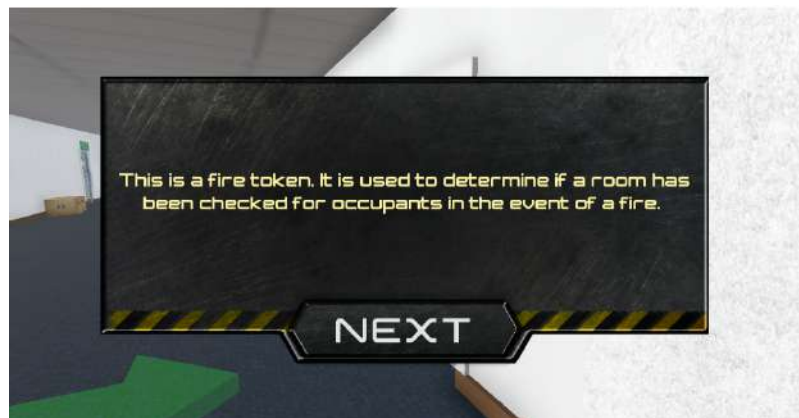 This is a fire token. It is used to determine if a room has
been checked for occupants in the event of a fire.
NEXT